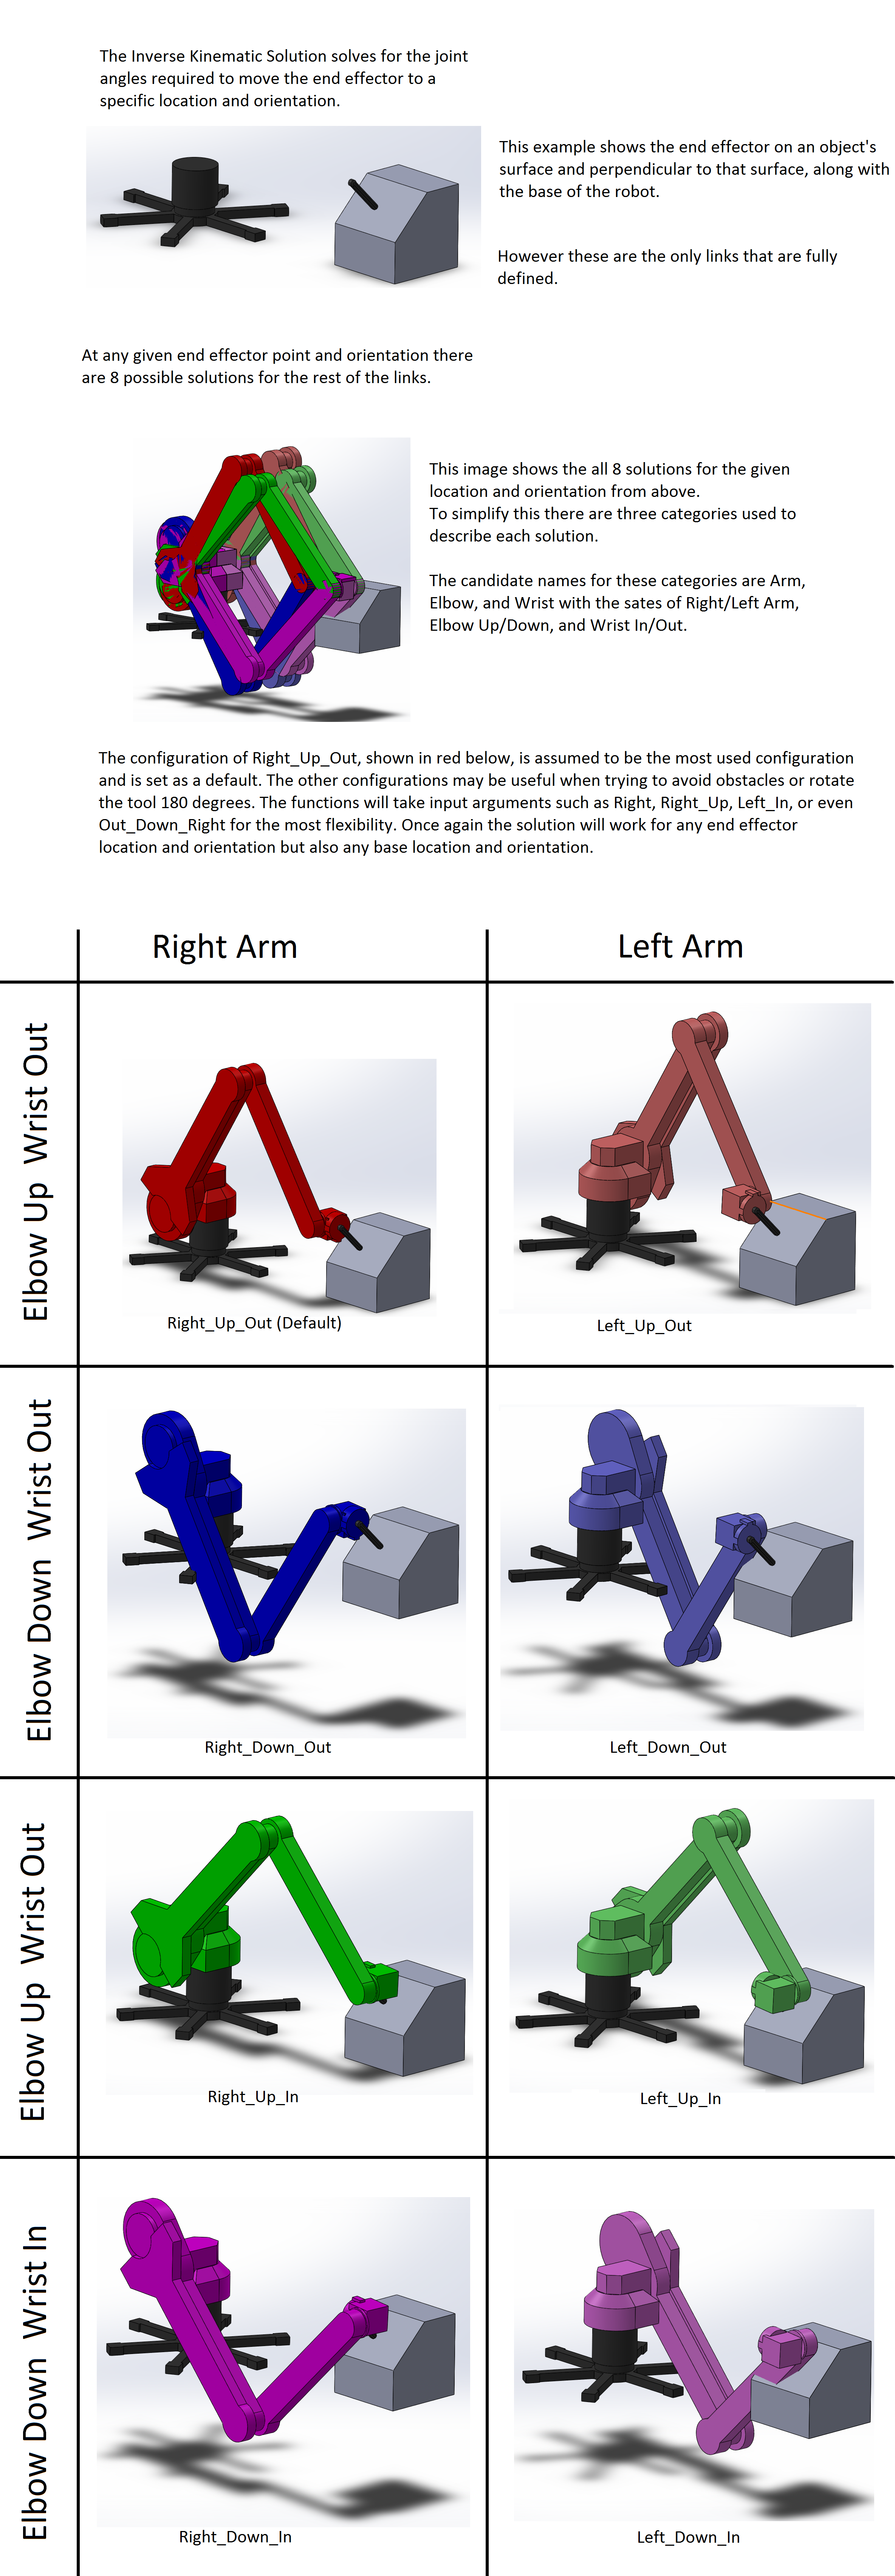 The Inverse Kinematic Solution solves for the joint
angles required to move the end effector to a
specific location and orientation.
This example shows the end effector on an object's
surface and perpendicular to that surface, along with
the base of the robot.
However these are the only links that are fully
defined.
At any given end effector point and orientation there
are 8 possible solutions for the rest of the links.
This image shows the all 8 solutions for the given
location and orientation from above.
To simplify this there are three categories used to
describe each solution.
The candidate names for these categories are Arm,
Elbow, and Wrist with the sates of Right/Left Arm,
Elbow Up/Down, and Wrist In/Out.
The configuration of Right_Up_Out, shown in red below, is assumed to be the most used configuration
and is set as a default. The other configurations may be useful when trying to avoid obstacles or rotate
the tool 180 degrees. The functions will take input arguments such as Right, Right_Up, Left_In, or even
Out_Down_Right for the most flexibility. Once again the solution will work for any end effector
location and orientation but also any base location and orientation.
Right Arm
Left Arm
Elbow Up Wrist Out
Right_Up_Out (Default)
Left_Up_Out
Elbow Down Wrist Out
Right_Down_Out
Left_Down_Out
Elbow Up Wrist Out
Right_Up_In
Left_Up_In
Elbow Down Wrist In
Right_Down_In
Left_Down_In